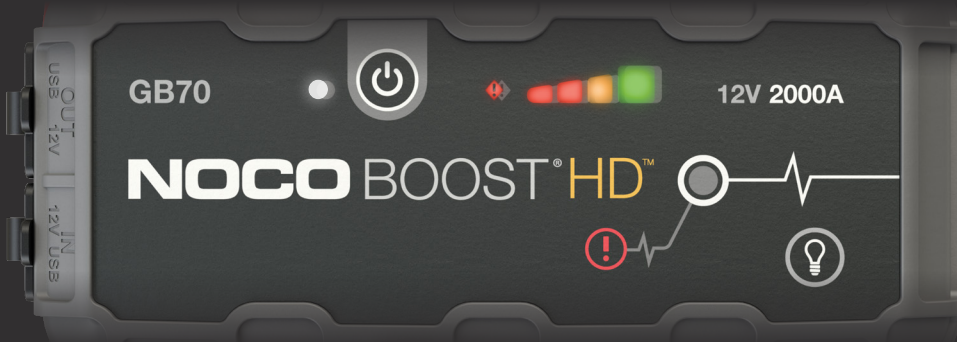 GB70
12V 2000A
NOCO BOOST® HD™
USB OUT 12V
12V IN USB